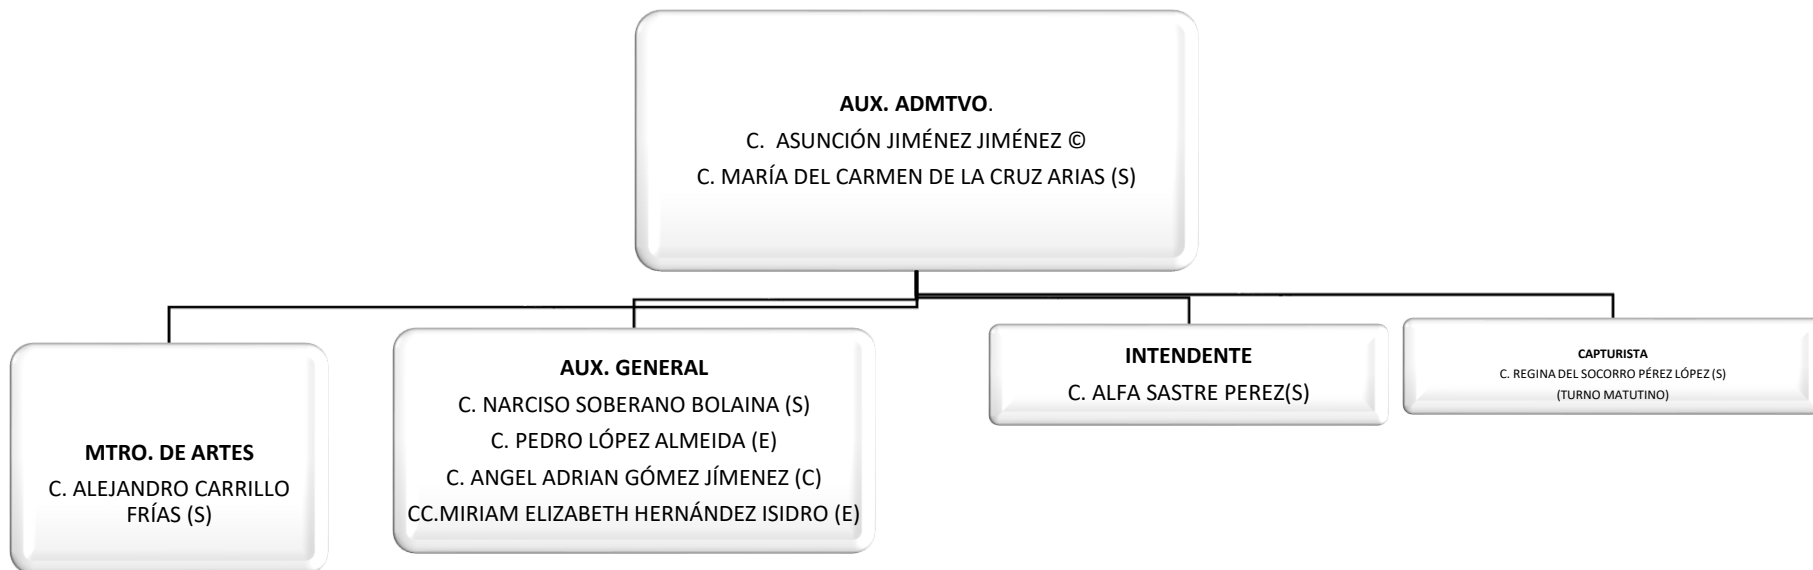 AUX. ADMTVO.
C. ASUNCIÓN JIMÉNEZ JIMÉNEZ ©
C. MARÍA DEL CARMEN DE LA CRUZ ARIAS (S)
MTRO. DE ARTES
C. ALEJANDRO CARRILLO
FRÍAS (S)
AUX. GENERAL
C. NARCISO SOBERANO BOLAINA (S)
C. PEDRO LÓPEZ ALMEIDA (E)
C. ANGEL ADRIAN GÓMEZ JÍMENEZ (C)
CC.MIRIAM ELIZABETH HERNÁNDEZ ISIDRO (E)
INTENDENTE
C. ALFA SASTRE PEREZ(S)
CAPTURISTA
C. REGINA DEL SOCORRO PÉREZ LÓPEZ (S)
(TURNO MATUTINO)